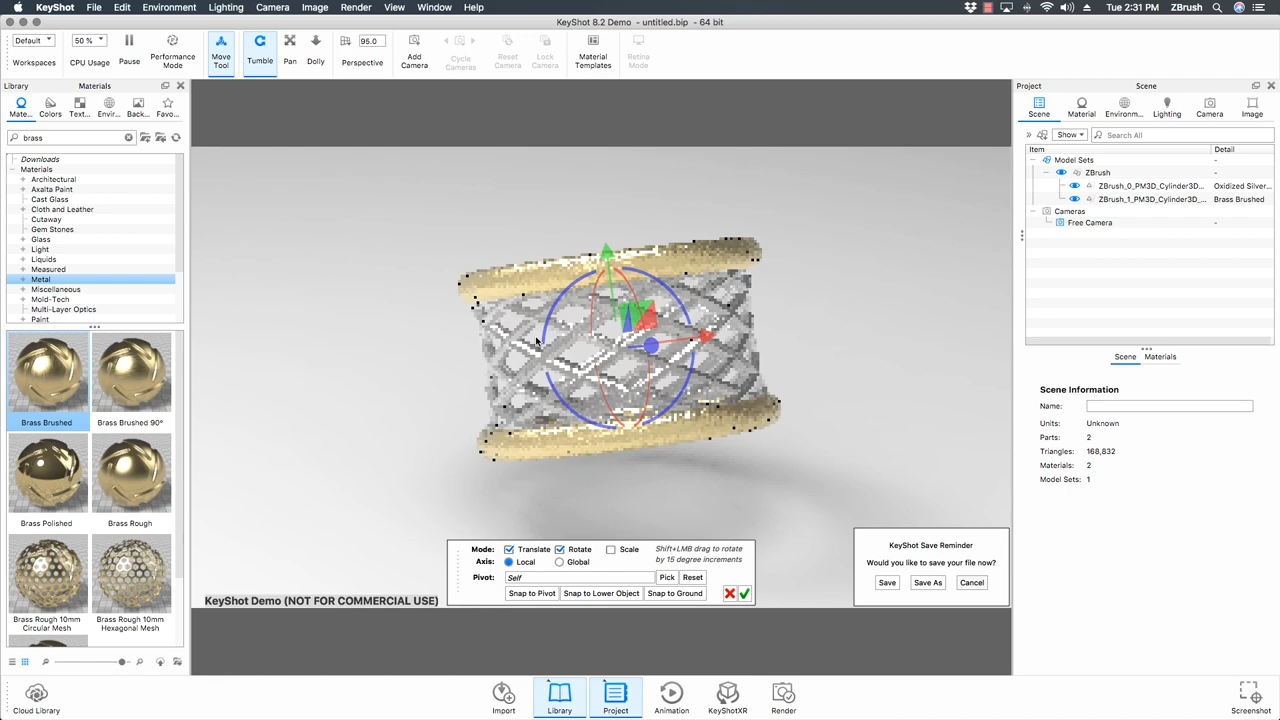 KeyShot File Edit Environment Lighting Camera Image Render View Window Help Tue 2:31 PM ZBrush
KeyShot 8.2 Demo - untitled.bip - 64 bit
Default 50 % 95.0
Workspaces CPU Usage Pause Performance Mode Move Tool Tumble Pan Dolly Perspective Add Camera Cycle Cameras Reset Camera Lock Camera Material Templates Retina Mode
Library Materials
Mate... Colors Text... Envir... Back... Favo...
brass
Downloads
Materials
Architectural
Axalta Paint
Cast Glass
Cloth and Leather
Cutaway
Gem Stones
Glass
Light
Liquids
Measured
Metal
Miscellaneous
Mold-Tech
Multi-Layer Optics
Paint
Brass Brushed Brass Brushed 90°
Brass Polished Brass Rough
Brass Rough 10mm Circular Mesh Brass Rough 10mm Hexagonal Mesh
Cloud Library
Mode: Translate Rotate Scale
Shift+LMB drag to rotate
by 15 degree increments
Axis: Local Global
Pivot: Self Pick Reset
Snap to Pivot Snap to Lower Object Snap to Ground
KeyShot Demo (NOT FOR COMMERCIAL USE)
KeyShot Save Reminder
Would you like to save your file now?
Save Save As Cancel
Import Library Project Animation KeyShotXR Render
Project Scene
Scene Material Environm... Lighting Camera Image
» Show Search All
Item Detail
Model Sets -
ZBrush -
ZBrush_0_PM3D_Cylinder3D... Oxidized Silver...
ZBrush_1_PM3D_Cylinder3D_... Brass Brushed
Cameras
Free Camera -
Scene Materials
Scene Information
Name:
Units: Unknown
Parts: 2
Triangles: 168,832
Materials: 2
Model Sets: 1
Screenshot